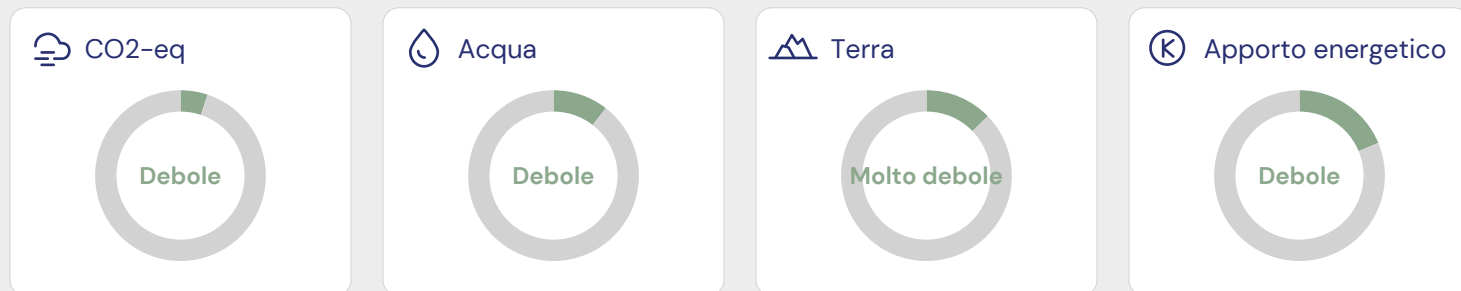 CO2-eq
Debole
Acqua
Debole
Terra
Molto debole
Apporto energetico
Debole